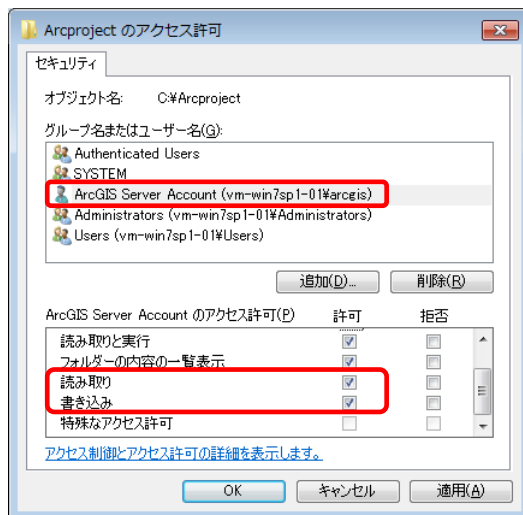 Arcproject のアクセス許可
セキュリティ
オブジェクト名: C:¥Arcproject
グループ名またはユーザー名(G):
Authenticated Users
SYSTEM
ArcGIS Server Account (vm-win7sp1-01¥arcgis)
Administrators (vm-win7sp1-01¥Administrators)
Users (vm-win7sp1-01¥Users)
追加(D)... 削除(R)
ArcGIS Server Account のアクセス許可(P) 許可 拒否
読み取りと実行
フォルダーの内容の一覧表示
読み取り
書き込み
特殊なアクセス許可
アクセス制御とアクセス許可の詳細を表示します。
OK キャンセル 適用(A)